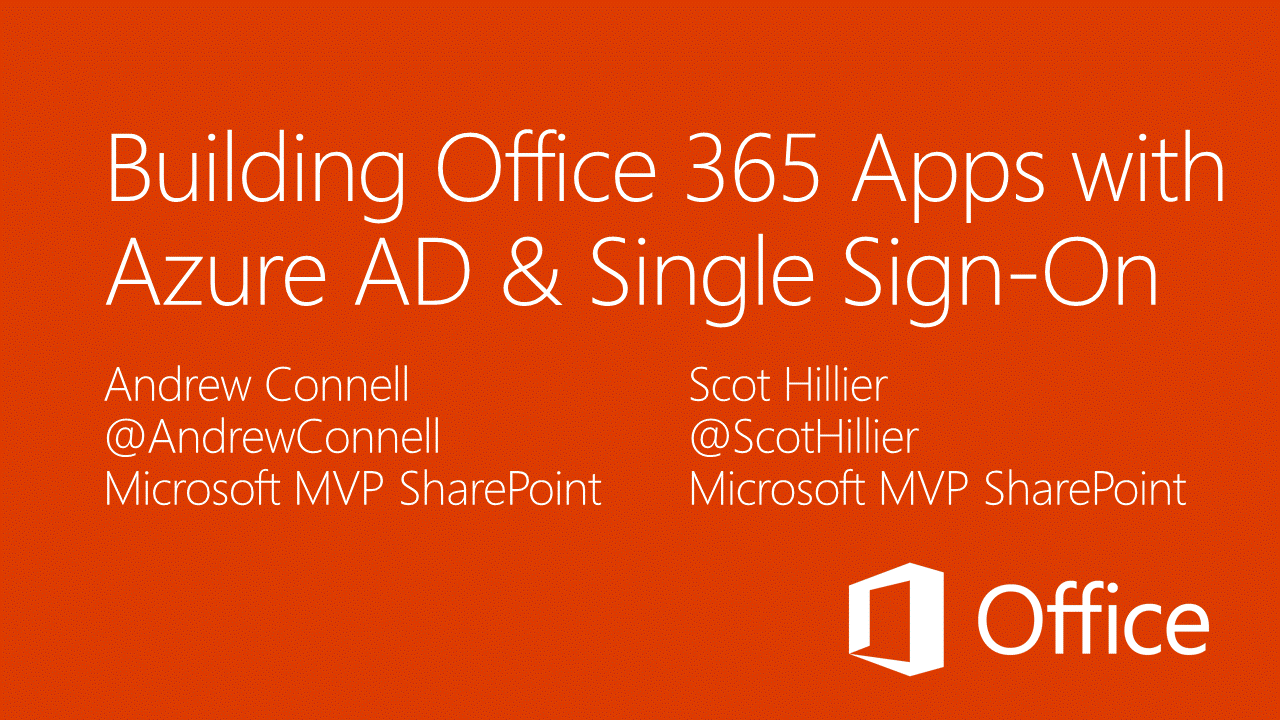 Building Office 365 Apps with
Azure AD & Single Sign-On
Andrew Connell
@AndrewConnell
Microsoft MVP SharePoint
Scot Hillier
@ScotHillier
Microsoft MVP SharePoint
Office